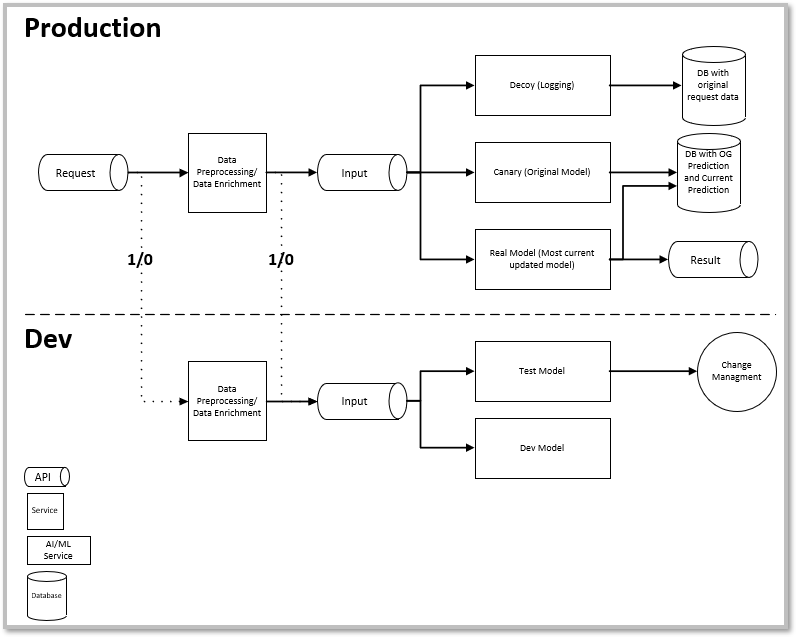 Production
Decoy (Logging)
DB with
original
request data
Request
Data
Preprocessing/
Data Enrichment
Input
Canary (Original Model)
DB with OG
Prediction
and Current
Prediction
1/0
1/0
Real Model (Most current
updated model)
Result
Dev
Data
Preprocessing/
Data Enrichment
Input
Test Model
Change
Managment
Dev Model
API
Service
AI/ML
Service
Database